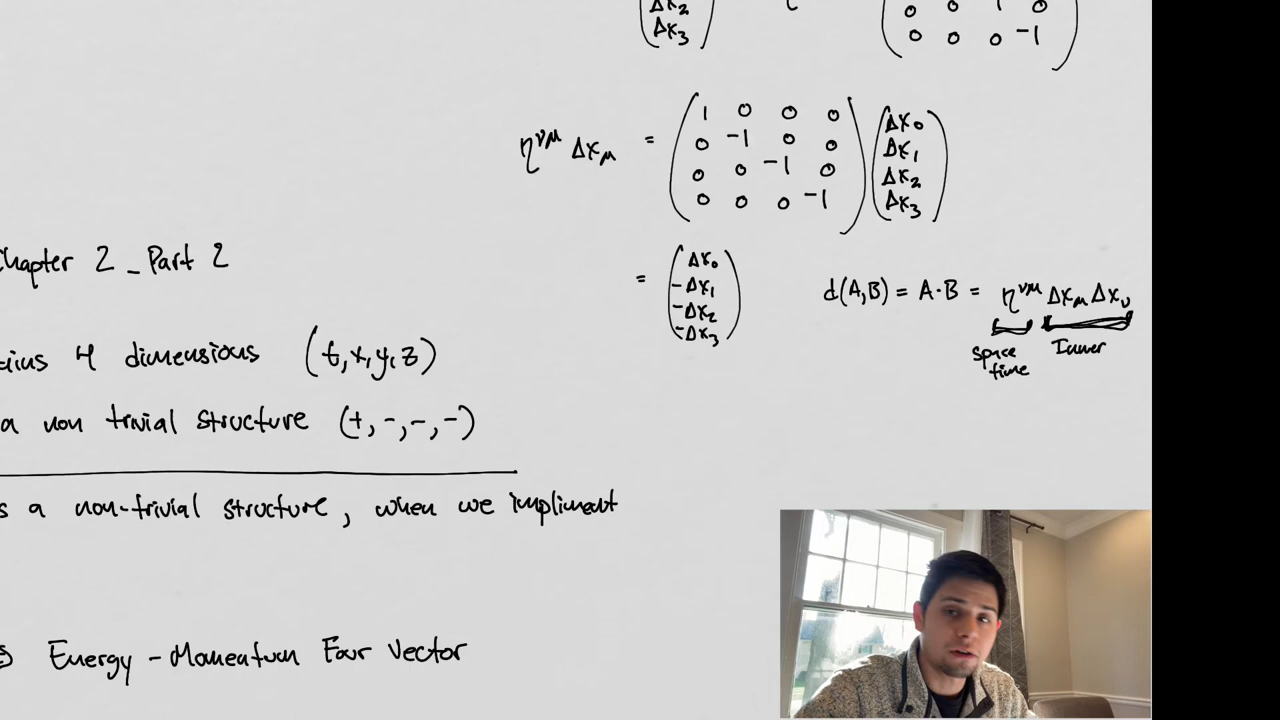 Δx₂
Δx₃
η
0 0 1 0
0 0 0 -1
η^νμ Δx_μ = ( 1 0 0 0 ) ( Δx₀ )
0 -1 0 0 Δx₁
0 0 -1 0 Δx₂
0 0 0 -1 Δx₃
Chapter 2 _ Part 2
= ( Δx₀ )
-Δx₁
-Δx₂
-Δx₃
d(A,B) = A·B = η^νμ Δx_μ Δx_ν
Space time
Inner
4 dimensions (t,x,y,z)
a non trivial structure (+,-,-,-)
a non-trivial structure, when we impliment
Energy - Momentum Four Vector